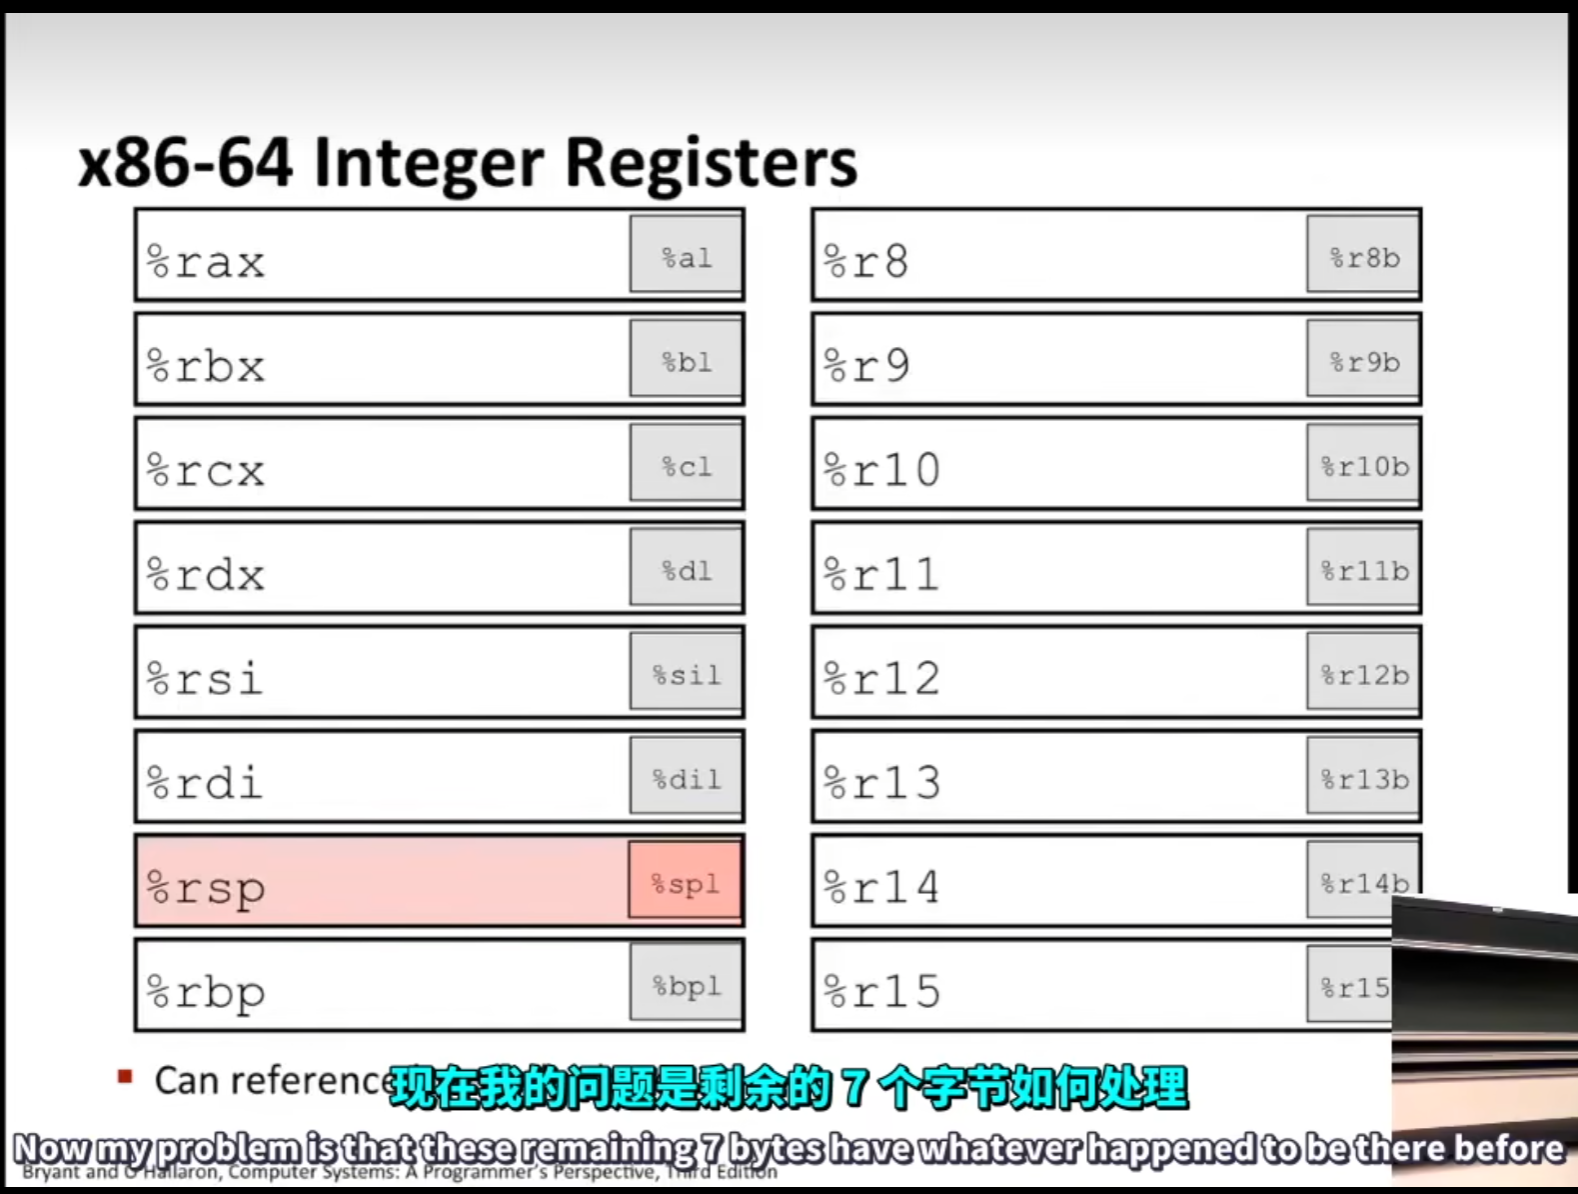 x86-64 Integer Registers
%rax %al %r8 %r8b
%rbx %bl %r9 %r9b
%rcx %cl %r10 %r10b
%rdx %dl %r11 %r11b
%rsi %sil %r12 %r12b
%rdi %dil %r13 %r13b
%rsp %spl %r14 %r14b
%rbp %bpl %r15 %r15
Can reference
现在我的问题是剩余的 7 个字节如何处理
Now my problem is that these remaining 7 bytes have whatever happened to be there before
Bryant and O'Hallaron, Computer Systems: A Programmer's Perspective, Third Edition